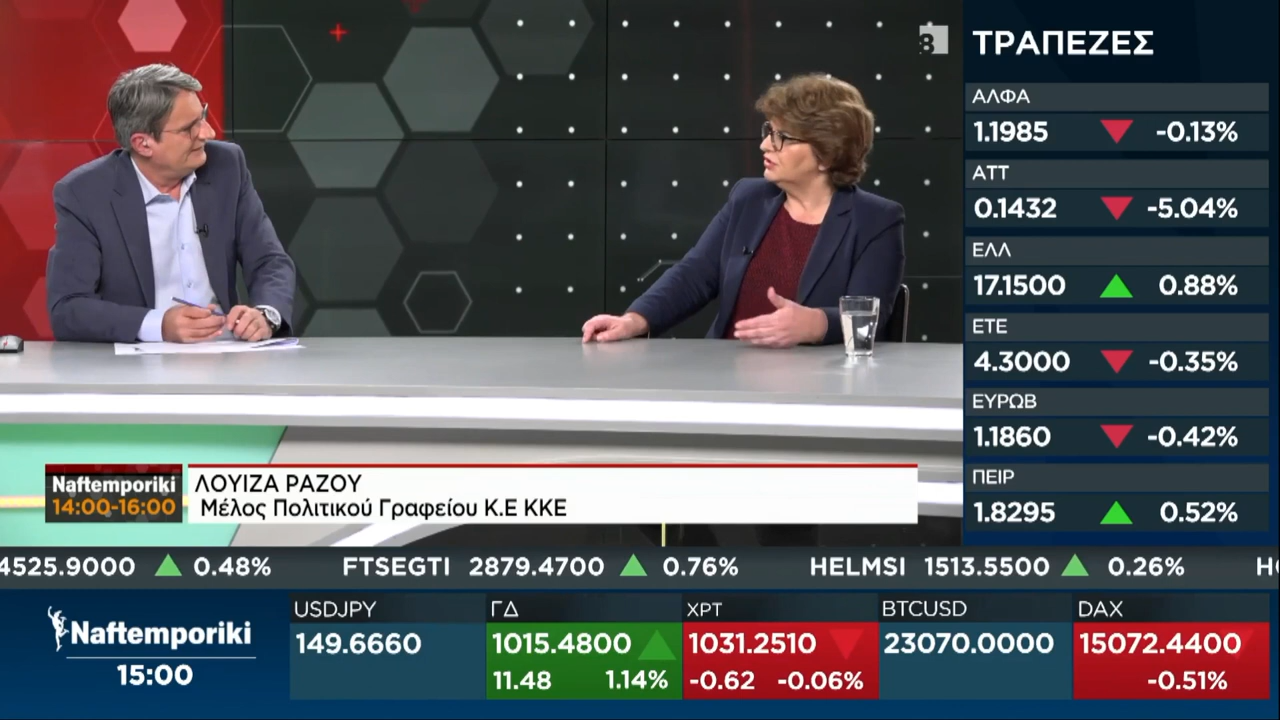 8
ΤΡΑΠΕΖΕΣ
ΑΛΦΑ
1.1985 -0.13%
ΑΤΤ
0.1432 -5.04%
ΕΛΛ
17.1500 0.88%
ΕΤΕ
4.3000 -0.35%
ΕΥΡΩΒ
1.1860 -0.42%
ΠΕΙΡ
1.8295 0.52%
Naftemporiki
14:00-16:00
ΛΟΥΙΖΑ ΡΑΖΟΥ
Μέλος Πολιτικού Γραφείου Κ.Ε ΚΚΕ
4525.9000 0.48% FTSEGTI 2879.4700 0.76% HELMSI 1513.5500 0.26%
Naftemporiki
15:00
USDJPY
149.6660
ΓΔ
1015.4800
11.48 1.14%
XPT
1031.2510
-0.62 -0.06%
BTCUSD
23070.0000
DAX
15072.4400
-0.51%